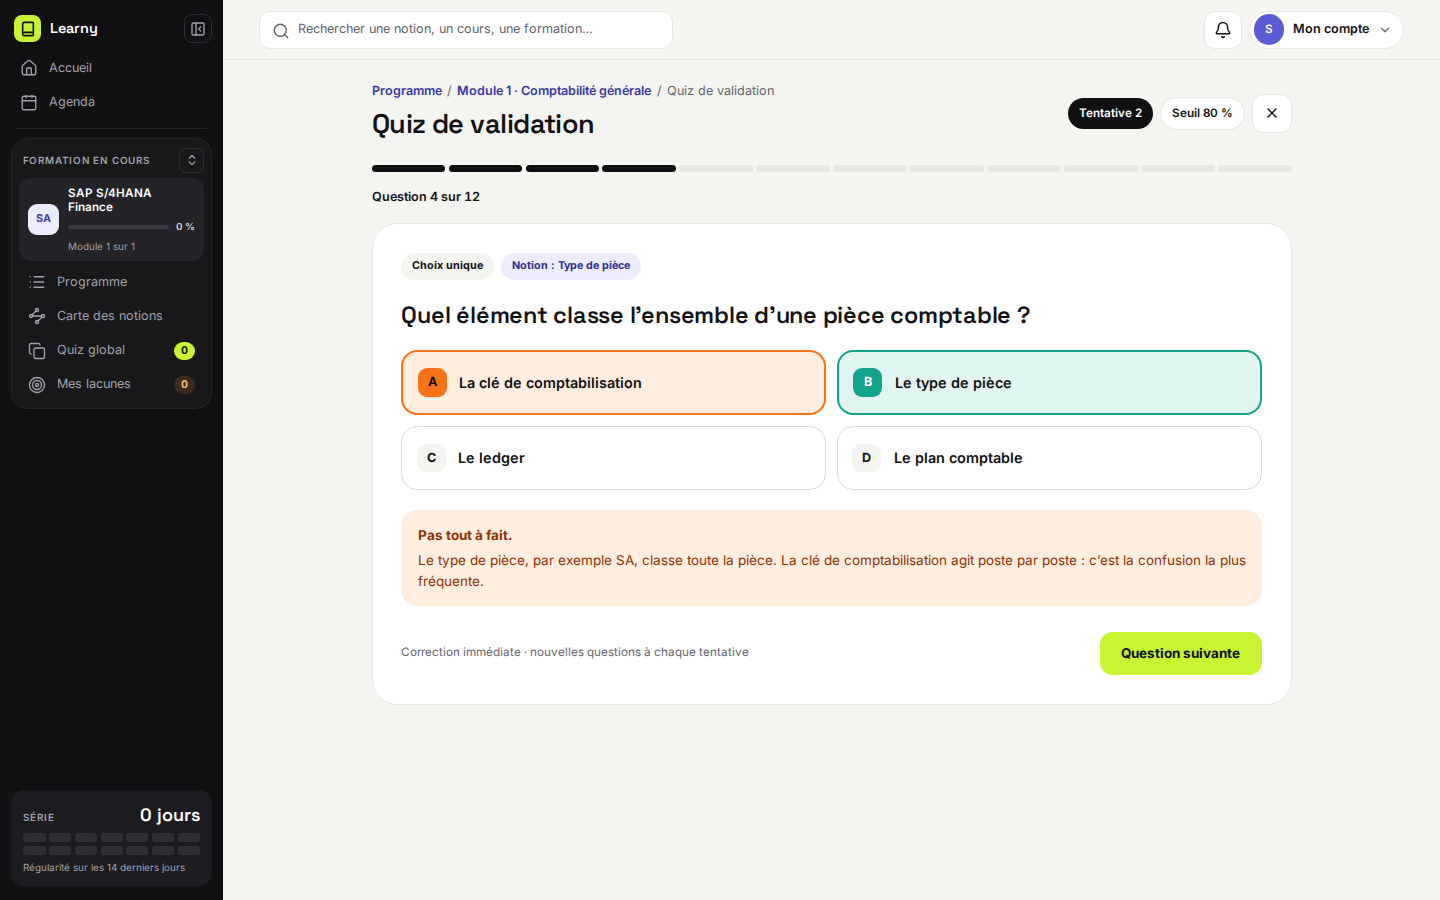 Learny
Rechercher une notion, un cours, une formation...
S
Mon compte
Accueil
Agenda
FORMATION EN COURS
SA
SAP S/4HANA
Finance
0 %
Module 1 sur 1
Programme
Carte des notions
Quiz global
0
Mes lacunes
0
SÉRIE
0 jours
Régularité sur les 14 derniers jours
Programme / Module 1 · Comptabilité générale / Quiz de validation
Quiz de validation
Tentative 2
Seuil 80 %
Question 4 sur 12
Choix unique
Notion : Type de pièce
Quel élément classe l’ensemble d’une pièce comptable ?
A
La clé de comptabilisation
B
Le type de pièce
C
Le ledger
D
Le plan comptable
Pas tout à fait.
Le type de pièce, par exemple SA, classe toute la pièce. La clé de comptabilisation agit poste par poste : c’est la confusion la plus
fréquente.
Correction immédiate · nouvelles questions à chaque tentative
Question suivante